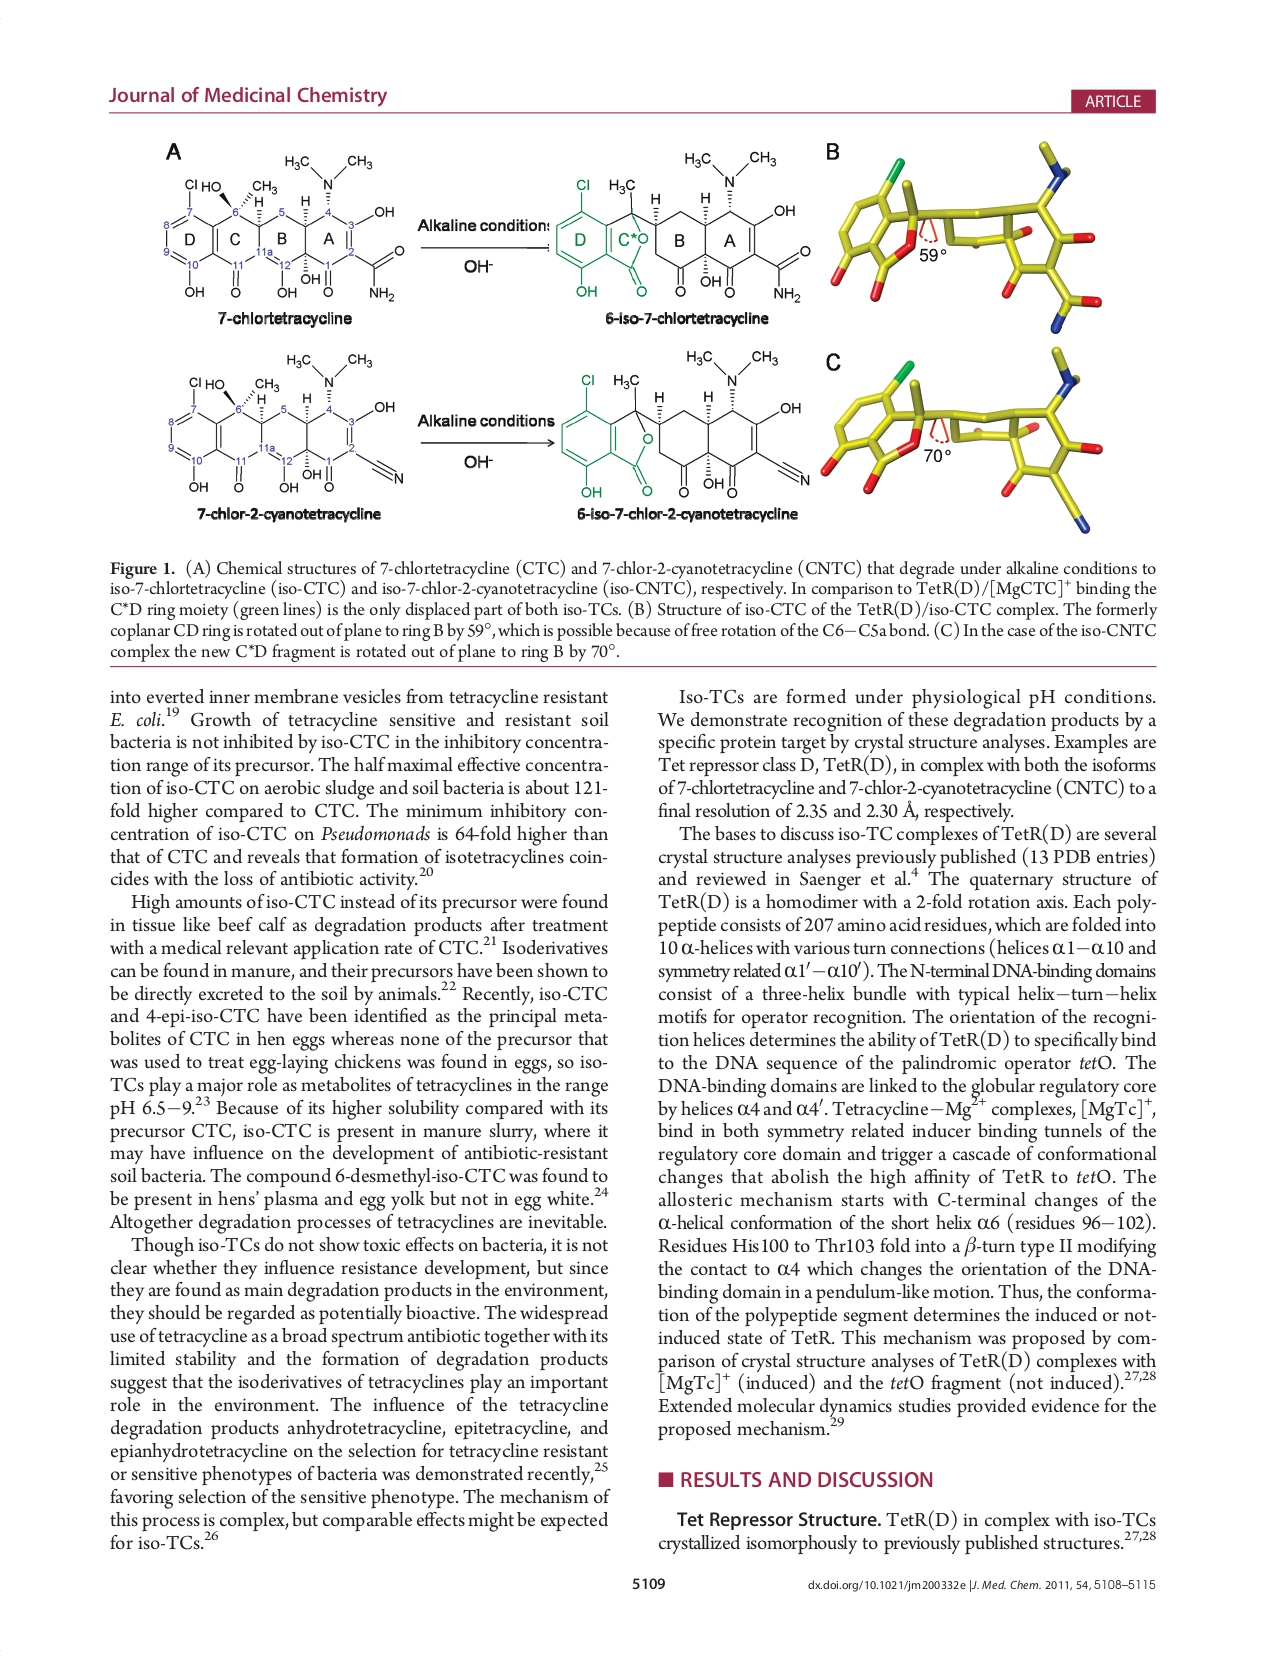 Journal of Medicinal Chemistry
ARTICLE
A
H3C
CH3
N
Cl
HO
CH3
H
H
7
6
5
4
3
OH
8
D
C
B
A
9
11a
2
O
10
11
12
1
OH
OH
O
OH
O
NH2
7-chlortetracycline
Alkaline condition
OH-
H3C
CH3
N
Cl
H3C
H
H
OH
D
C*
O
B
A
O
OH
OH
O
O
O
NH2
6-iso-7-chlortetracycline
B
59°
H3C
CH3
N
Cl
HO
CH3
H
H
7
6
5
4
3
OH
8
9
11a
2
10
11
12
1
OH
N
OH
O
OH
O
7-chlor-2-cyanotetracycline
Alkaline conditions
OH-
H3C
CH3
N
Cl
H3C
H
H
OH
O
OH
N
OH
O
O
O
6-iso-7-chlor-2-cyanotetracycline
C
70°
Figure 1. (A) Chemical structures of 7-chlortetracycline (CTC) and 7-chlor-2-cyanotetracycline (CNTC) that degrade under alkaline conditions to
iso-7-chlortetracycline (iso-CTC) and iso-7-chlor-2-cyanotetracycline (iso-CNTC), respectively. In comparison to TetR(D)/[MgCTC]+ binding the
C*D ring moiety (green lines) is the only displaced part of both iso-TCs. (B) Structure of iso-CTC of the TetR(D)/iso-CTC complex. The formerly
coplanar CD ring is rotated out of plane to ring B by 59°, which is possible because of free rotation of the C6−C5a bond. (C) In the case of the iso-CNTC
complex the new C*D fragment is rotated out of plane to ring B by 70°.
into everted inner membrane vesicles from tetracycline resistant
E. coli.19 Growth of tetracycline sensitive and resistant soil
bacteria is not inhibited by iso-CTC in the inhibitory concentra-
tion range of its precursor. The half maximal effective concentra-
tion of iso-CTC on aerobic sludge and soil bacteria is about 121-
fold higher compared to CTC. The minimum inhibitory con-
centration of iso-CTC on Pseudomonads is 64-fold higher than
that of CTC and reveals that formation of isotetracyclines coin-
cides with the loss of antibiotic activity.20
High amounts of iso-CTC instead of its precursor were found
in tissue like beef calf as degradation products after treatment
with a medical relevant application rate of CTC.21 Isoderivatives
can be found in manure, and their precursors have been shown to
be directly excreted to the soil by animals.22 Recently, iso-CTC
and 4-epi-iso-CTC have been identified as the principal meta-
bolites of CTC in hen eggs whereas none of the precursor that
was used to treat egg-laying chickens was found in eggs, so iso-
TCs play a major role as metabolites of tetracyclines in the range
pH 6.5−9.23 Because of its higher solubility compared with its
precursor CTC, iso-CTC is present in manure slurry, where it
may have influence on the development of antibiotic-resistant
soil bacteria. The compound 6-desmethyl-iso-CTC was found to
be present in hens’ plasma and egg yolk but not in egg white.24
Altogether degradation processes of tetracyclines are inevitable.
Though iso-TCs do not show toxic effects on bacteria, it is not
clear whether they influence resistance development, but since
they are found as main degradation products in the environment,
they should be regarded as potentially bioactive. The widespread
use of tetracycline as a broad spectrum antibiotic together with its
limited stability and the formation of degradation products
suggest that the isoderivatives of tetracyclines play an important
role in the environment. The influence of the tetracycline
degradation products anhydrotetracycline, epitetracycline, and
epianhydrotetracycline on the selection for tetracycline resistant
or sensitive phenotypes of bacteria was demonstrated recently,25
favoring selection of the sensitive phenotype. The mechanism of
this process is complex, but comparable effects might be expected
for iso-TCs.26
Iso-TCs are formed under physiological pH conditions.
We demonstrate recognition of these degradation products by a
specific protein target by crystal structure analyses. Examples are
Tet repressor class D, TetR(D), in complex with both the isoforms
of 7-chlortetracycline and 7-chlor-2-cyanotetracycline (CNTC) to a
final resolution of 2.35 and 2.30 Å, respectively.
The bases to discuss iso-TC complexes of TetR(D) are several
crystal structure analyses previously published (13 PDB entries)
and reviewed in Saenger et al.4 The quaternary structure of
TetR(D) is a homodimer with a 2-fold rotation axis. Each poly-
peptide consists of 207 amino acid residues, which are folded into
10 α-helices with various turn connections (helices α1−α10 and
symmetry related α1′−α10′). The N-terminal DNA-binding domains
consist of a three-helix bundle with typical helix−turn−helix
motifs for operator recognition. The orientation of the recogni-
tion helices determines the ability of TetR(D) to specifically bind
to the DNA sequence of the palindromic operator tetO. The
DNA-binding domains are linked to the globular regulatory core
by helices α4 and α4′. Tetracycline−Mg2+ complexes, [MgTc]+,
bind in both symmetry related inducer binding tunnels of the
regulatory core domain and trigger a cascade of conformational
changes that abolish the high affinity of TetR to tetO. The
allosteric mechanism starts with C-terminal changes of the
α-helical conformation of the short helix α6 (residues 96−102).
Residues His100 to Thr103 fold into a β-turn type II modifying
the contact to α4 which changes the orientation of the DNA-
binding domain in a pendulum-like motion. Thus, the conforma-
tion of the polypeptide segment determines the induced or not-
induced state of TetR. This mechanism was proposed by com-
parison of crystal structure analyses of TetR(D) complexes with
[MgTc]+ (induced) and the tetO fragment (not induced).27,28
Extended molecular dynamics studies provided evidence for the
proposed mechanism.29
■ RESULTS AND DISCUSSION
Tet Repressor Structure. TetR(D) in complex with iso-TCs
crystallized isomorphously to previously published structures.27,28
5109
dx.doi.org/10.1021/jm200332e |J. Med. Chem. 2011, 54, 5108–5115